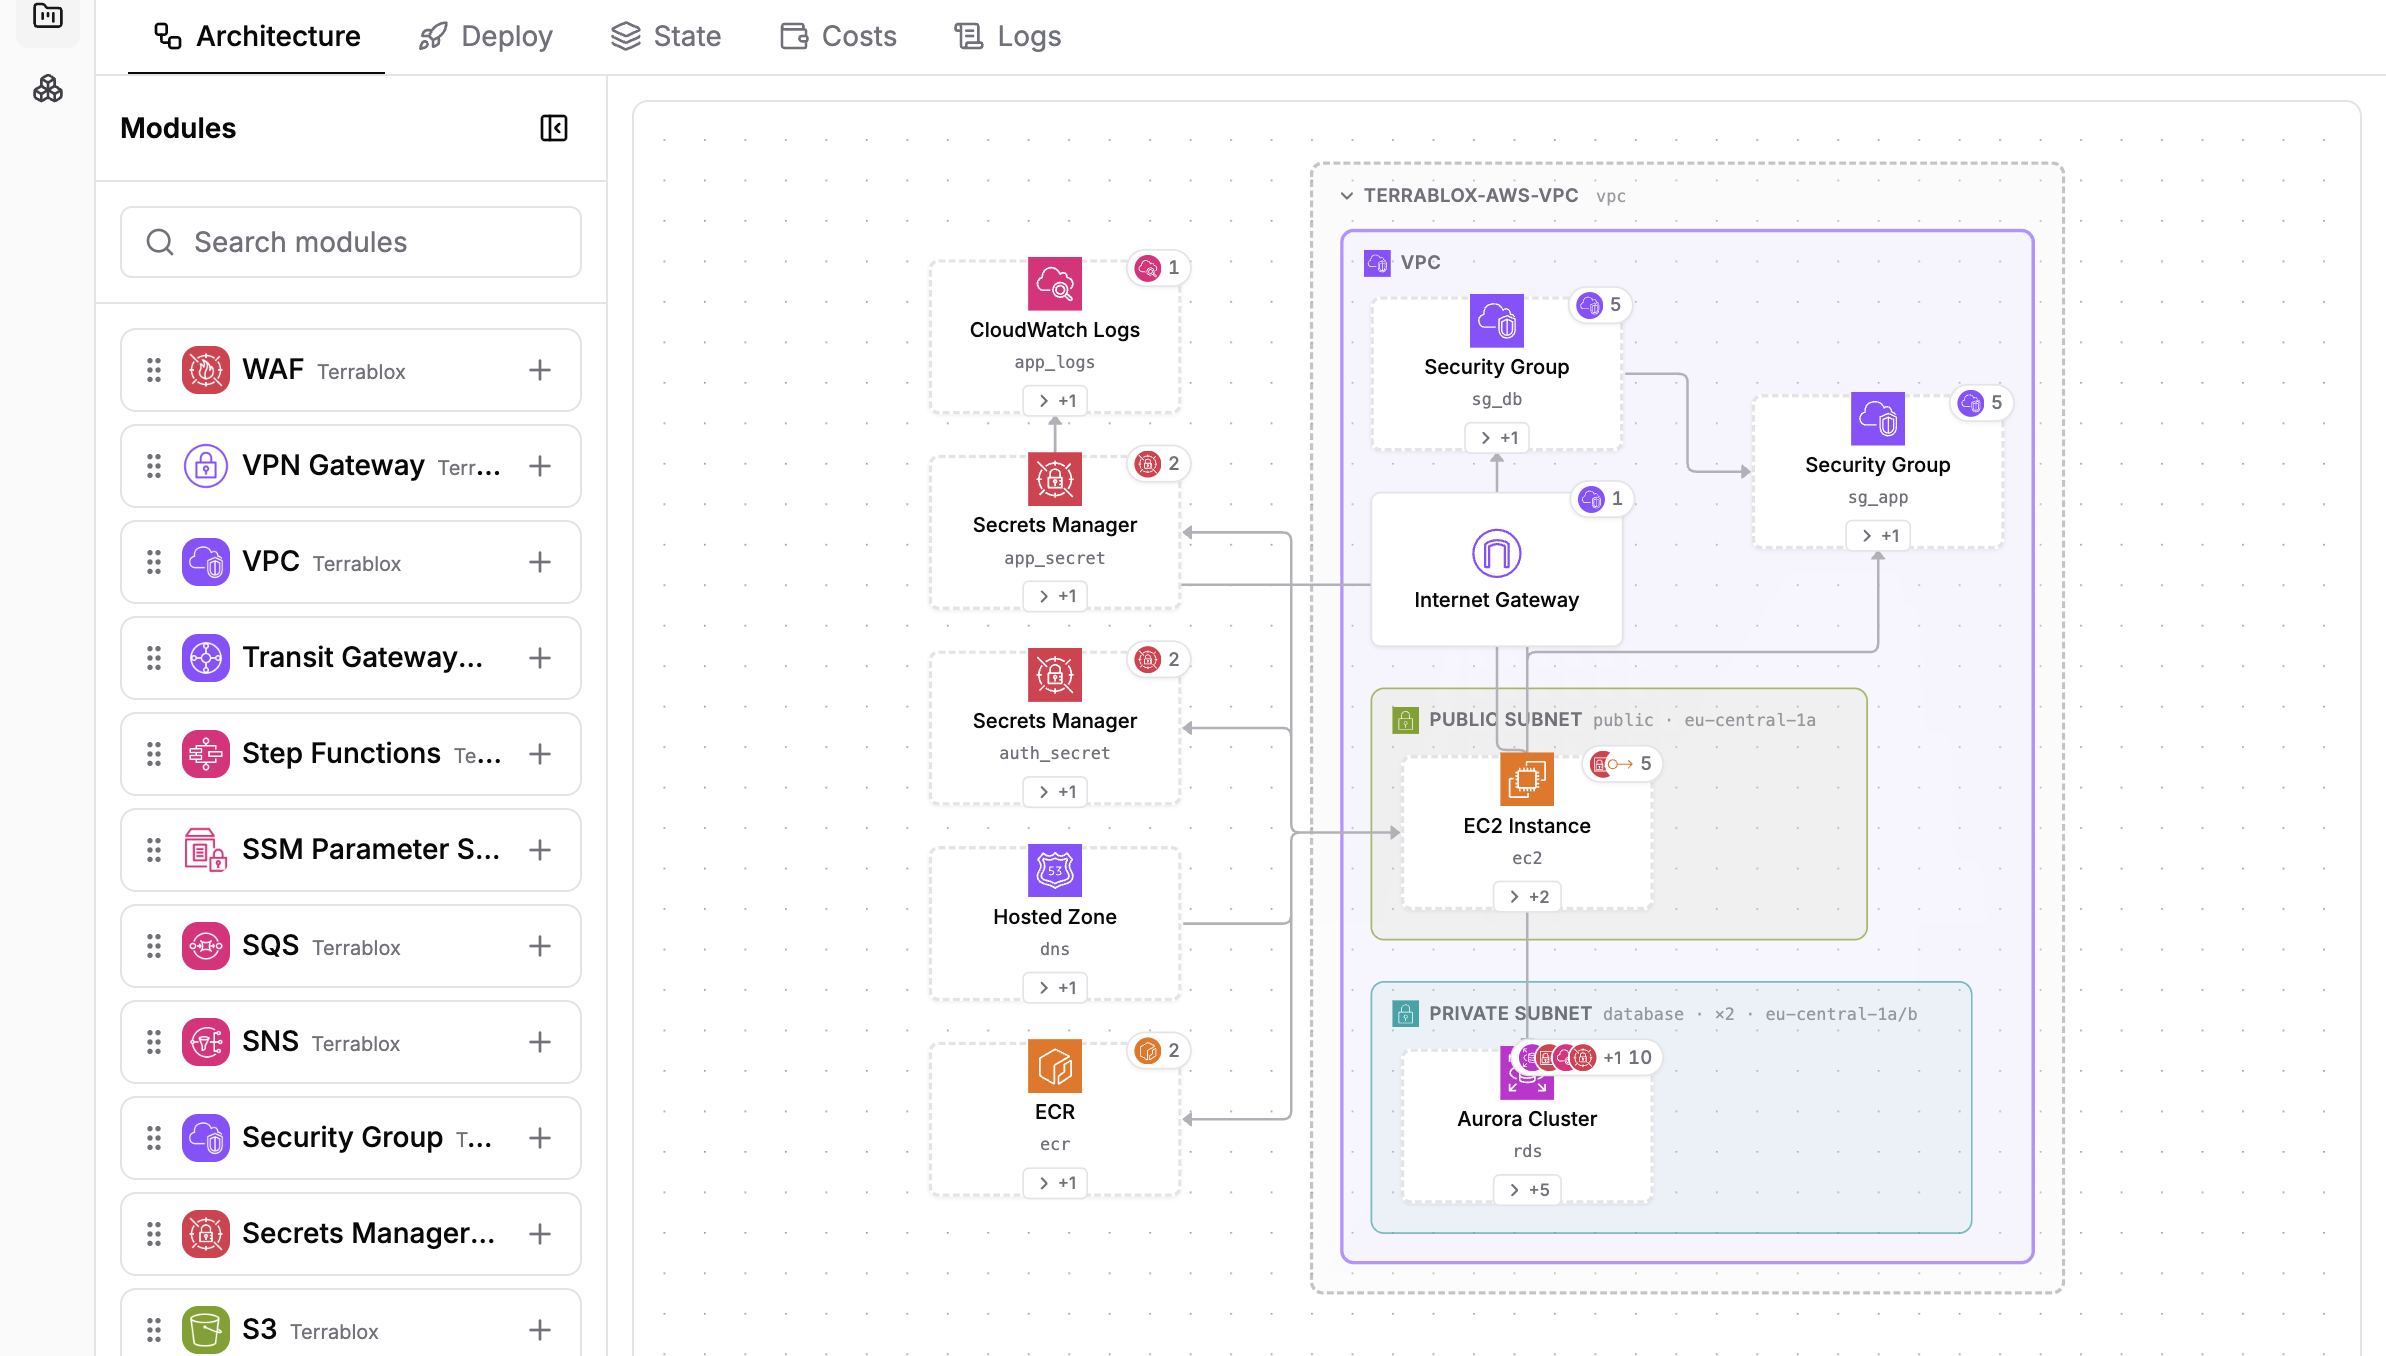 Architecture
Deploy
State
Costs
Logs
Modules
Search modules
WAF Terrablox
VPN Gateway Terr...
VPC Terrablox
Transit Gateway...
Step Functions Te...
SSM Parameter S...
SQS Terrablox
SNS Terrablox
Security Group T...
Secrets Manager...
S3 Terrablox
1
CloudWatch Logs
app_logs
+1
2
Secrets Manager
app_secret
+1
2
Secrets Manager
auth_secret
+1
53
Hosted Zone
dns
+1
2
ECR
ecr
+1
TERRABLOX-AWS-VPC vpc
VPC
5
Security Group
sg_db
+1
5
Security Group
sg_app
+1
1
Internet Gateway
PUBLIC SUBNET public · eu-central-1a
5
EC2 Instance
ec2
+2
PRIVATE SUBNET database · ×2 · eu-central-1a/b
+1 10
Aurora Cluster
rds
+5